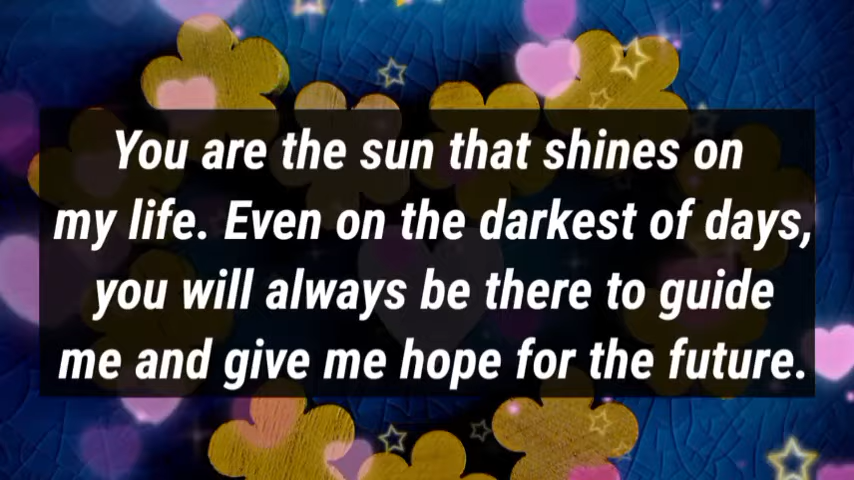 You are the sun that shines on
my life. Even on the darkest of days,
you will always be there to guide
me and give me hope for the future.